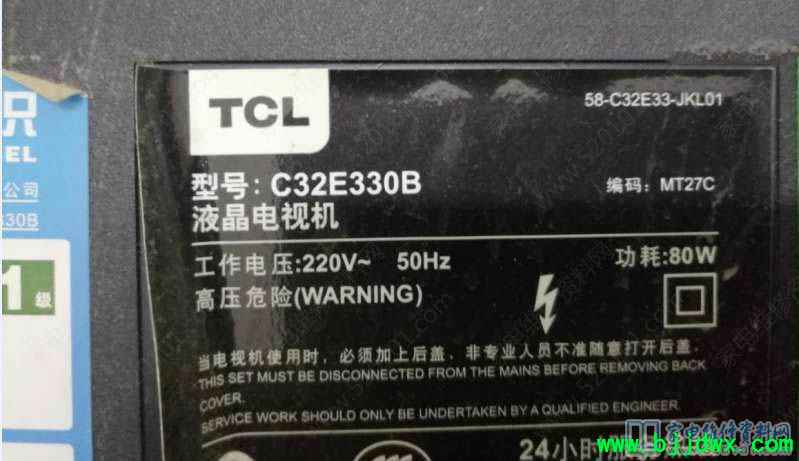 TCL
58-C32E33-JKL01
型号: C32E330B
编码: MT27C
液晶电视机
工作电压:220V~ 50Hz
功耗:80W
高压危险(WARNING)
当电视机使用时, 必须加上后盖、非专业人员不准随意打开后盖.
THIS SET MUST BE DISCONNECTED FROM THE MAINS BEFORE REMOVING BACK
COVER.
SERVICE WORK SHOULD ONLY BE UNDERTAKEN BY A QUALIFIED ENGINEER.
24小时
识
EL
公司
330B
1级
家电维修资料网
www.bjjdwx.com